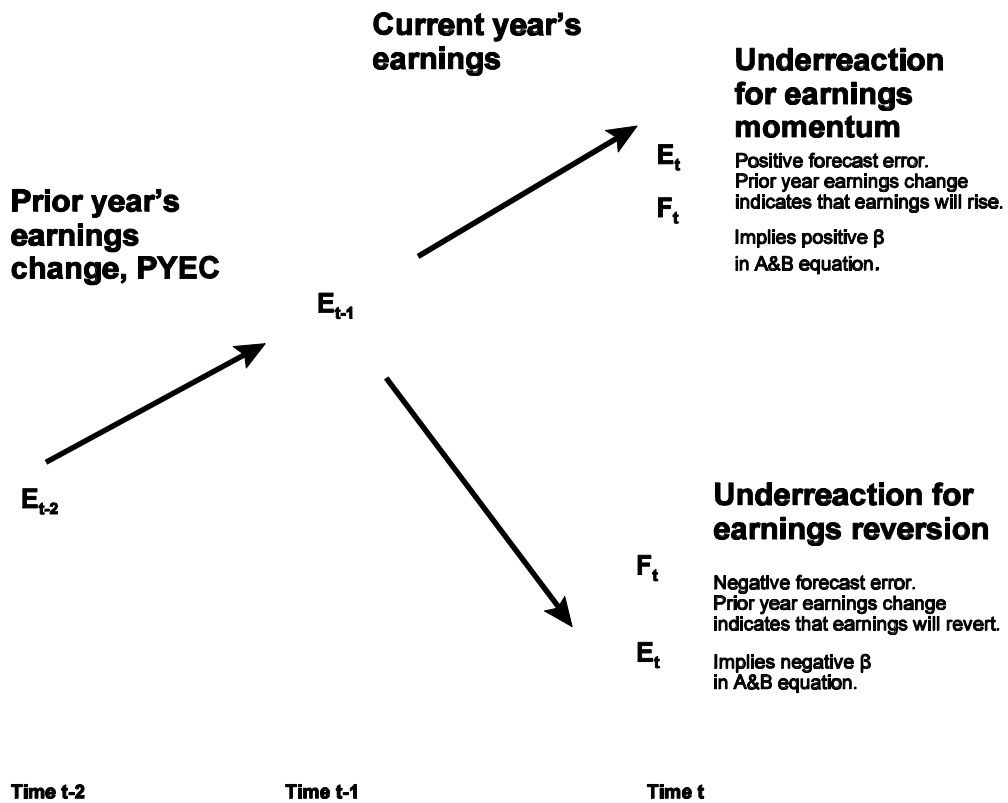 Current year's
earnings
Underreaction
for earnings
momentum
E_t
Positive forecast error.
Prior year earnings change
indicates that earnings will rise.
F_t
Implies positive β
in A&B equation.
Prior year's
earnings
change, PYEC
E_t-1
E_t-2
Underreaction for
earnings reversion
F_t
Negative forecast error.
Prior year earnings change
indicates that earnings will revert.
E_t
Implies negative β
in A&B equation.
Time t-2
Time t-1
Time t